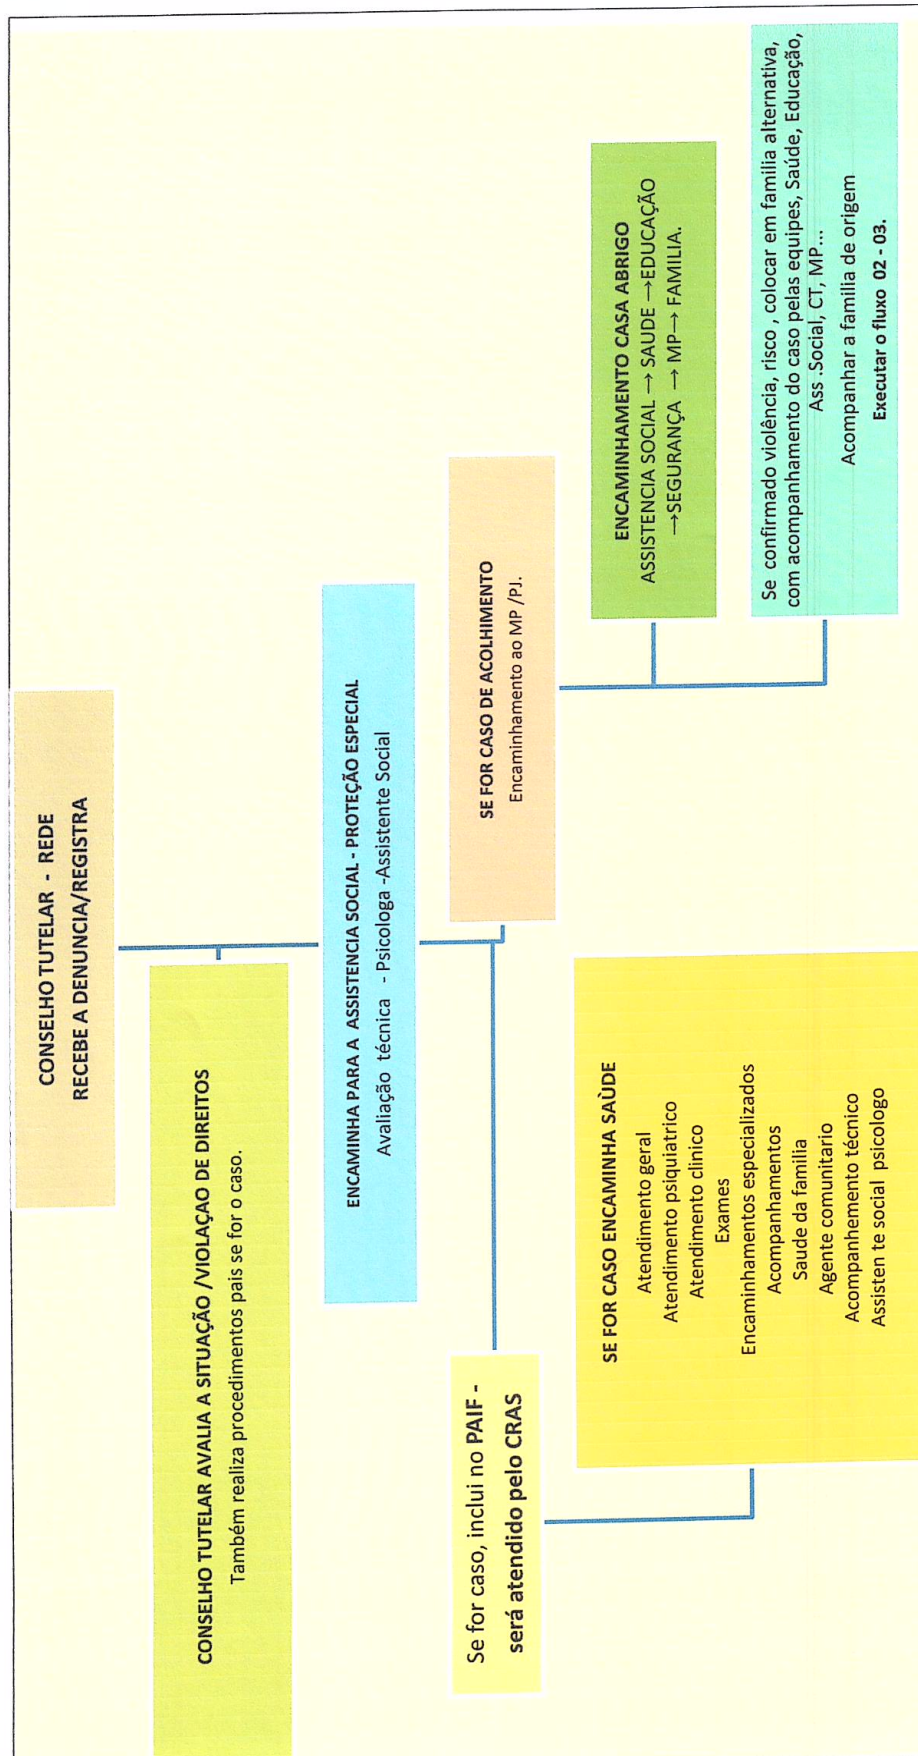 CONSELHO TUTELAR - REDE
RECEBE A DENUNCIA/REGISTRA
CONSELHO TUTELAR AVALIA A SITUAÇÃO /VIOLAÇAO DE DIREITOS
Também realiza procedimentos pais se for o caso.
ENCAMINHA PARA A ASSISTENCIA SOCIAL - PROTEÇÃO ESPECIAL
Avaliação técnica - Psicologa -Assistente Social
Se for caso, inclui no PAIF -
será atendido pelo CRAS
SE FOR CASO ENCAMINHA SAÙDE
Atendimento geral
Atendimento psiquiatrico
Atendimento clinico
Exames
Encaminhamentos especializados
Acompanhamentos
Saude da familia
Agente comunitario
Acompanhemento técnico
Assisten te social psicologo
SE FOR CASO DE ACOLHIMENTO
Encaminhamento ao MP /PJ.
ENCAMINHAMENTO CASA ABRIGO
ASSISTENCIA SOCIAL → SAUDE →EDUCAÇÃO
→SEGURANÇA → MP→ FAMILIA.
Se confirmado violência, risco , colocar em familia alternativa,
com acompanhamento do caso pelas equipes, Saúde, Educação,
Ass .Social, CT, MP...
Acompanhar a familia de origem
Executar o fluxo 02 - 03.